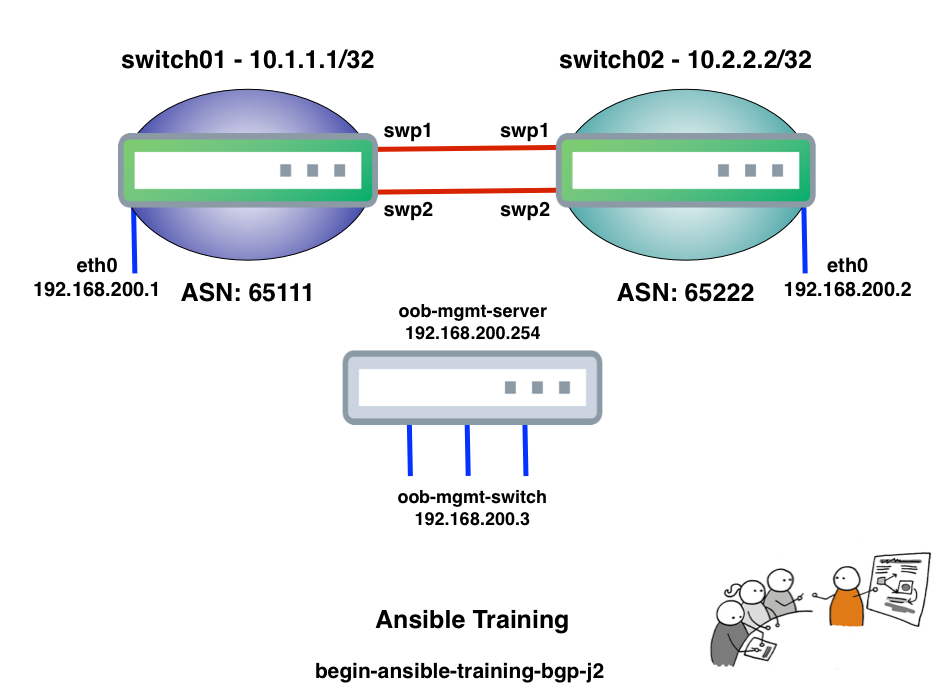 switch01 - 10.1.1.1/32
switch02 - 10.2.2.2/32
swp1
swp1
swp2
swp2
eth0
192.168.200.1
ASN: 65111
ASN: 65222
eth0
192.168.200.2
oob-mgmt-server
192.168.200.254
oob-mgmt-switch
192.168.200.3
Ansible Training
begin-ansible-training-bgp-j2